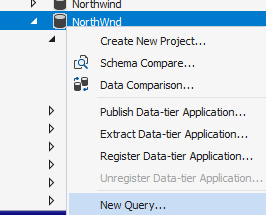 Northwind
NorthWnd
Create New Project...
Schema Compare...
Data Comparison...
Publish Data-tier Application...
Extract Data-tier Application...
Register Data-tier Application...
Unregister Data-tier Application...
New Query...